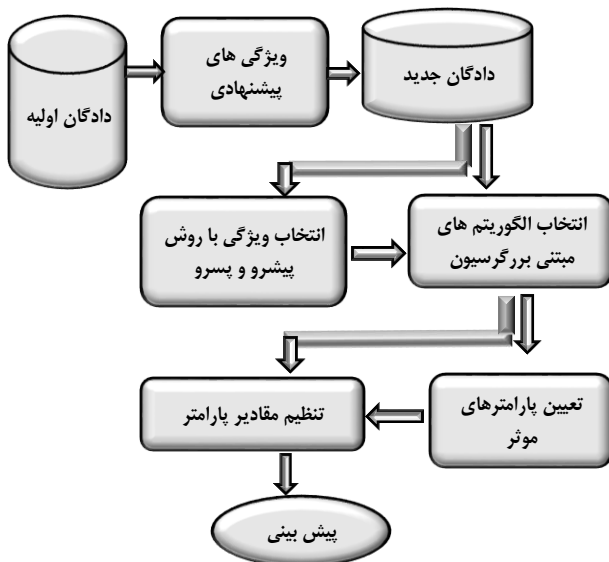 دادگان اولیه
ویژگی های
پیشنهادی
دادگان جدید
انتخاب ویژگی با روش
پیشرو و پسرو
انتخاب الگوریتم های
مبتنی بررگرسیون
تعیین پارامترهای
موثر
تنظیم مقادیر پارامتر
پیش بینی